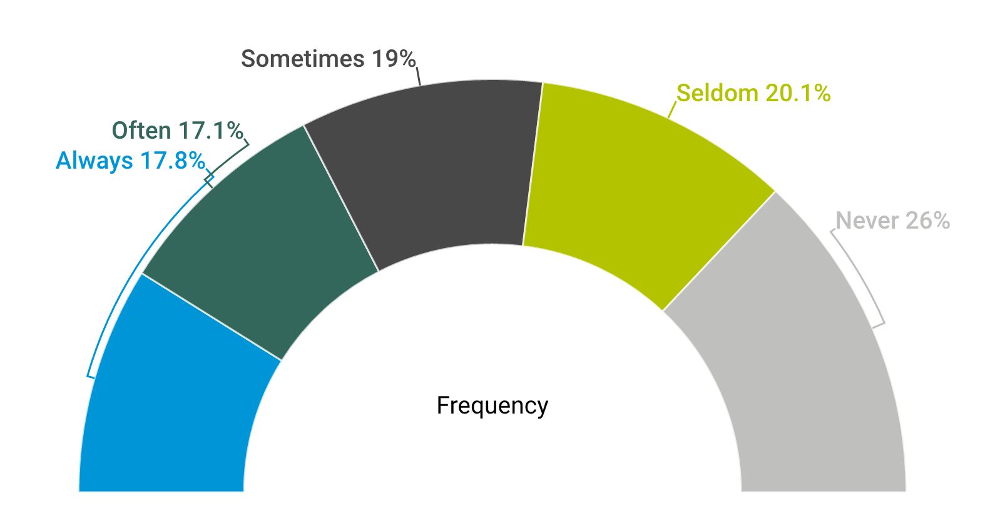 Sometimes 19%
Seldom 20.1%
Often 17.1%
Always 17.8%
Never 26%
Frequency